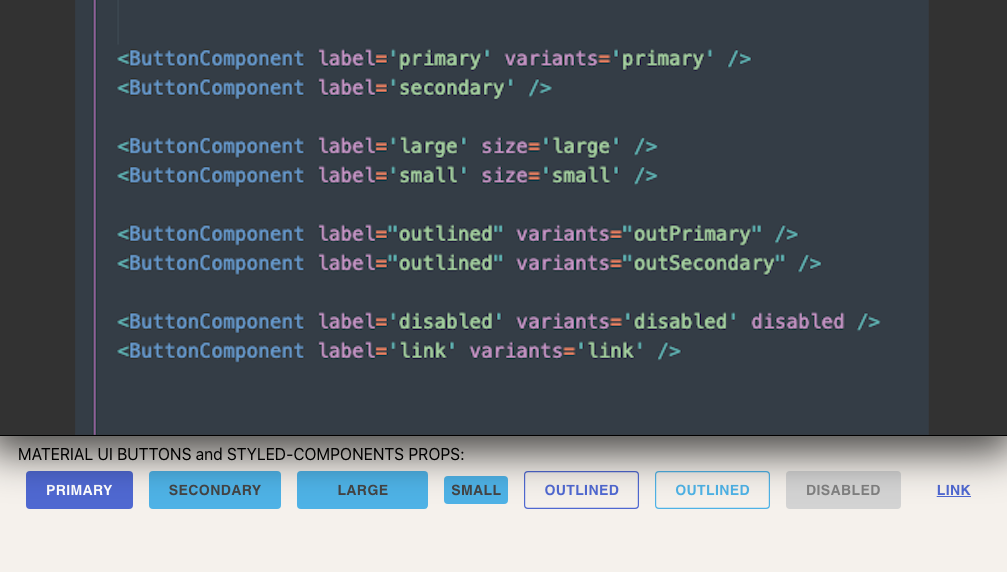 <ButtonComponent label='primary' variants='primary' />
<ButtonComponent label='secondary' />
<ButtonComponent label='large' size='large' />
<ButtonComponent label='small' size='small' />
<ButtonComponent label="outlined" variants="outPrimary" />
<ButtonComponent label="outlined" variants="outSecondary" />
<ButtonComponent label='disabled' variants='disabled' disabled />
<ButtonComponent label='link' variants='link' />
MATERIAL UI BUTTONS and STYLED-COMPONENTS PROPS:
PRIMARY SECONDARY LARGE SMALL OUTLINED OUTLINED DISABLED LINK